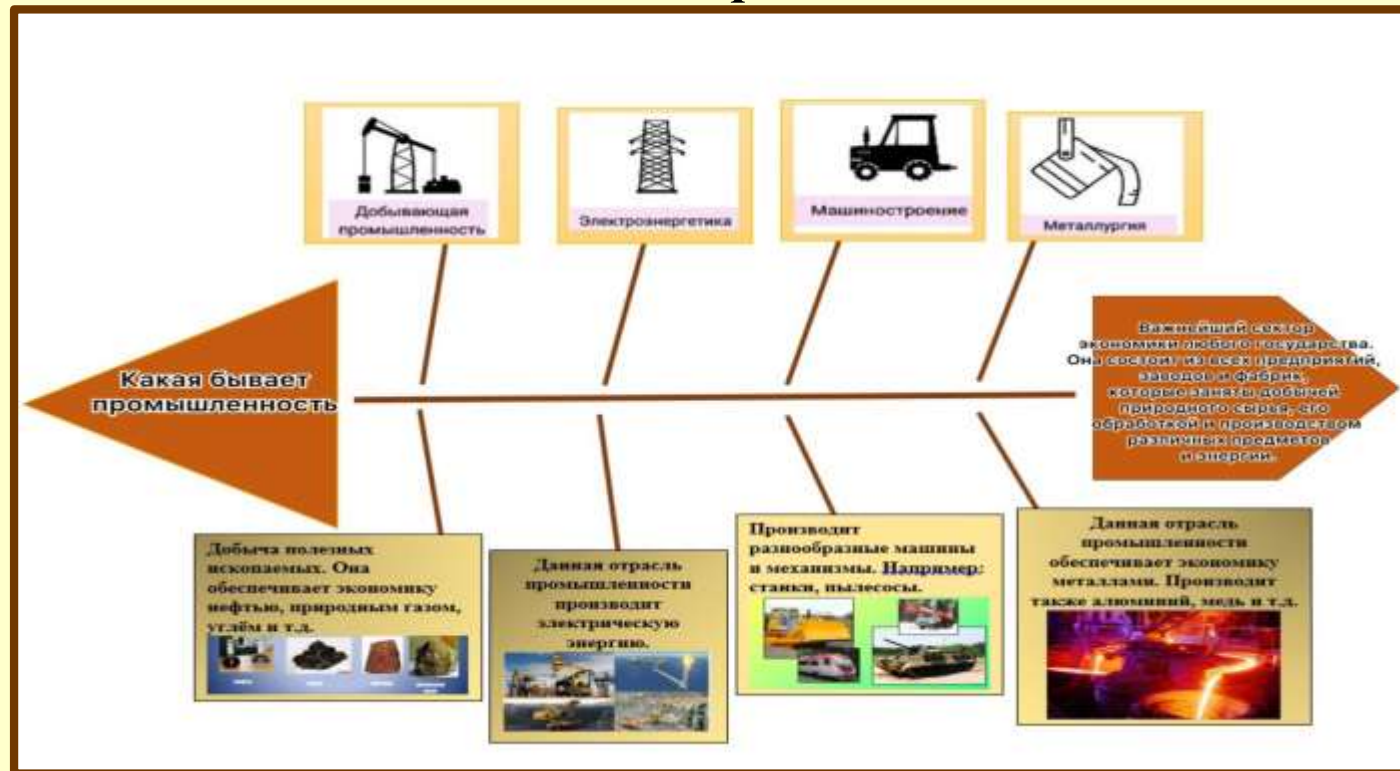 Добывающая
промышленность
Электроэнергетика
Машиностроение
Металлургия
Какая бывает
промышленность
Важнейший сектор
экономики любого государства.
Она состоит из всех предприятий,
заводов и фабрик,
которые заняты добычей
природного сырья, его
обработкой и производством
различных предметов
и энергии.
Добыча полезных
ископаемых. Она
обеспечивает экономику
нефтью, природным газом,
углём и т.д.
Данная отрасль
промышленности
производит
электрическую
энергию.
Производит
разнообразные машины
и механизмы. Например:
станки, пылесосы.
Данная отрасль
промышленности
обеспечивает экономику
металлами. Производит
также алюминий, медь и т.д.